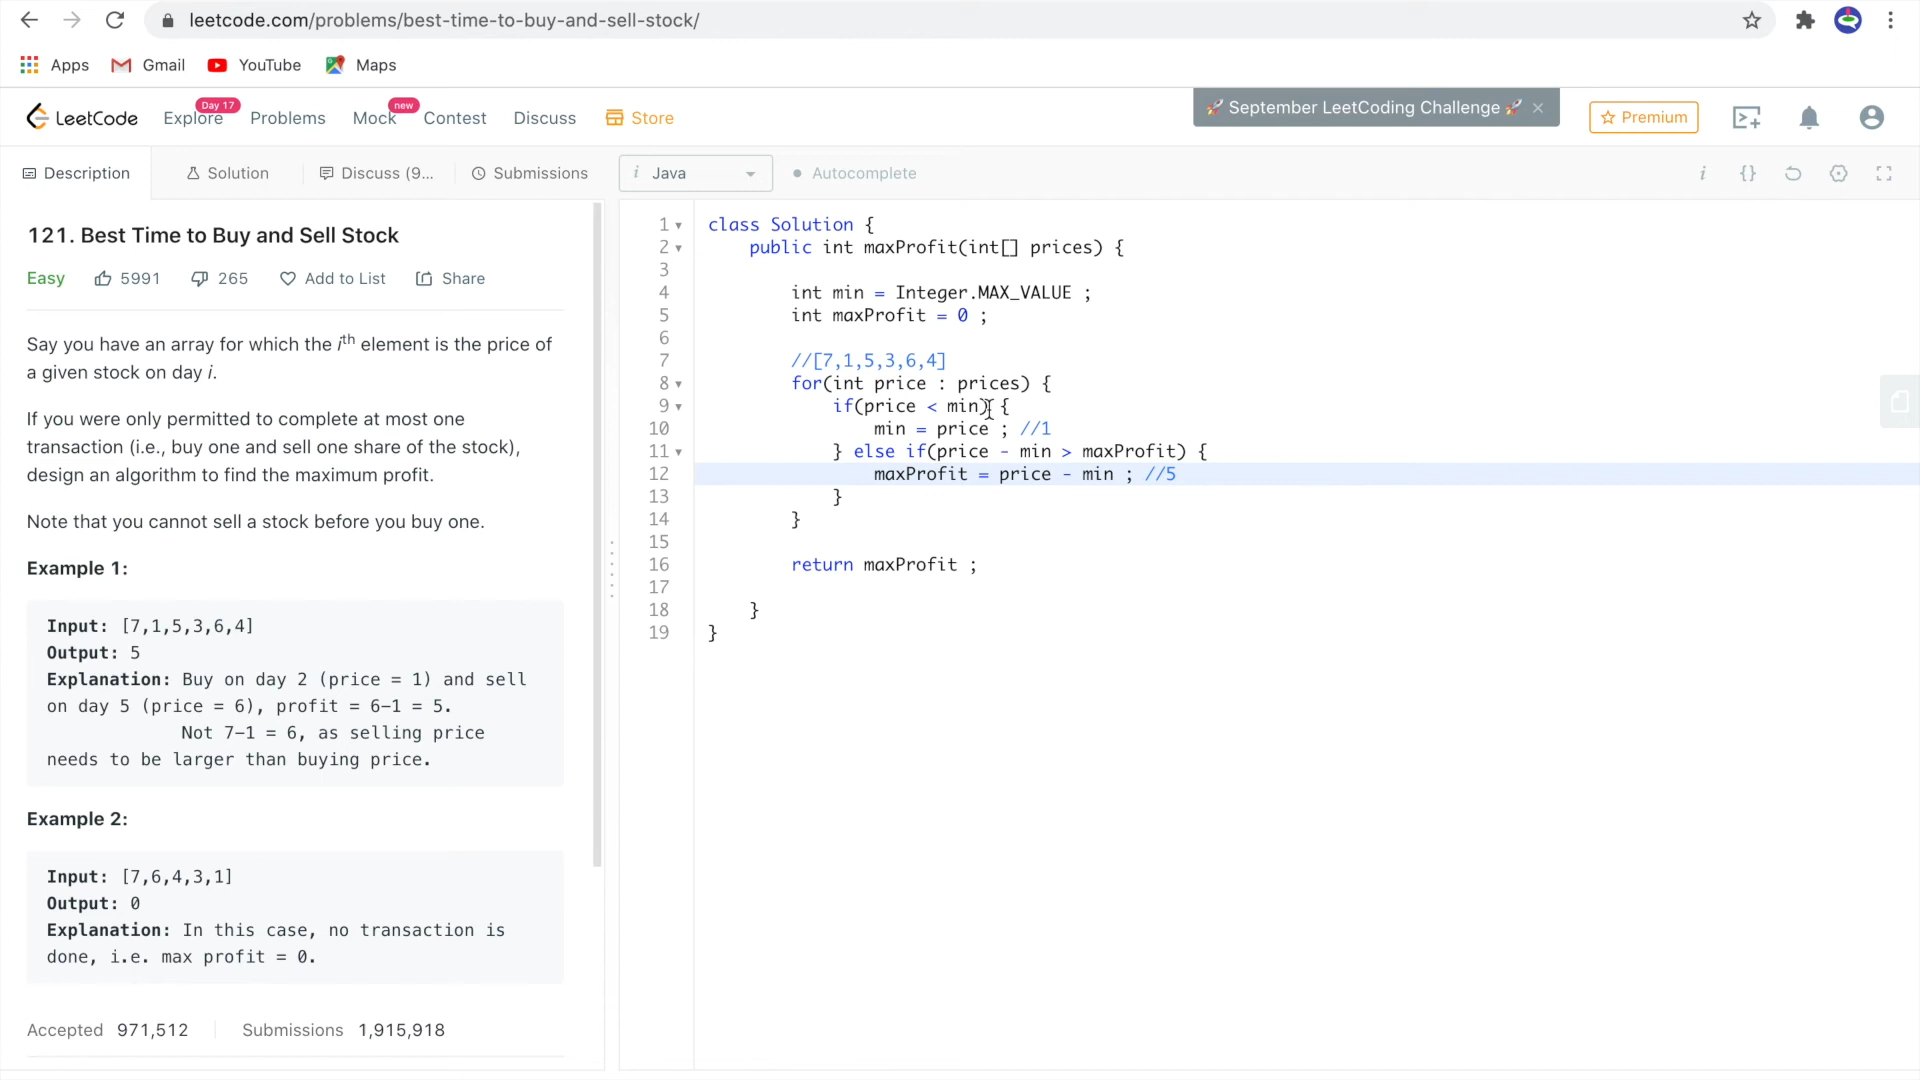 leetcode.com/problems/best-time-to-buy-and-sell-stock/
Apps Gmail YouTube Maps
LeetCode Explore Day 17 Problems Mock new Contest Discuss Store 🚀 September LeetCoding Challenge 🚀 × Premium
Description Solution Discuss (9... Submissions i Java Autocomplete i {}
121. Best Time to Buy and Sell Stock
Easy 5991 265 Add to List Share
Say you have an array for which the ith element is the price of
a given stock on day i.
If you were only permitted to complete at most one
transaction (i.e., buy one and sell one share of the stock),
design an algorithm to find the maximum profit.
Note that you cannot sell a stock before you buy one.
Example 1:
Input: [7,1,5,3,6,4]
Output: 5
Explanation: Buy on day 2 (price = 1) and sell
on day 5 (price = 6), profit = 6-1 = 5.
Not 7-1 = 6, as selling price
needs to be larger than buying price.
Example 2:
Input: [7,6,4,3,1]
Output: 0
Explanation: In this case, no transaction is
done, i.e. max profit = 0.
Accepted 971,512 Submissions 1,915,918
1 class Solution {
2 public int maxProfit(int[] prices) {
3
4 int min = Integer.MAX_VALUE ;
5 int maxProfit = 0 ;
6
7 //[7,1,5,3,6,4]
8 for(int price : prices) {
9 if(price < min) {
10 min = price ; //1
11 } else if(price - min > maxProfit) {
12 maxProfit = price - min ; //5
13 }
14 }
15
16 return maxProfit ;
17
18 }
19 }